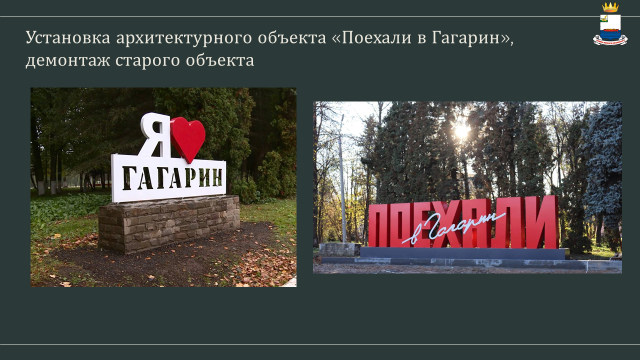 Установка архитектурного объекта «Поехали в Гагарин»,
демонтаж старого объекта
Я
ГАГАРИН
ПОЕХАЛИ
в Гагарин